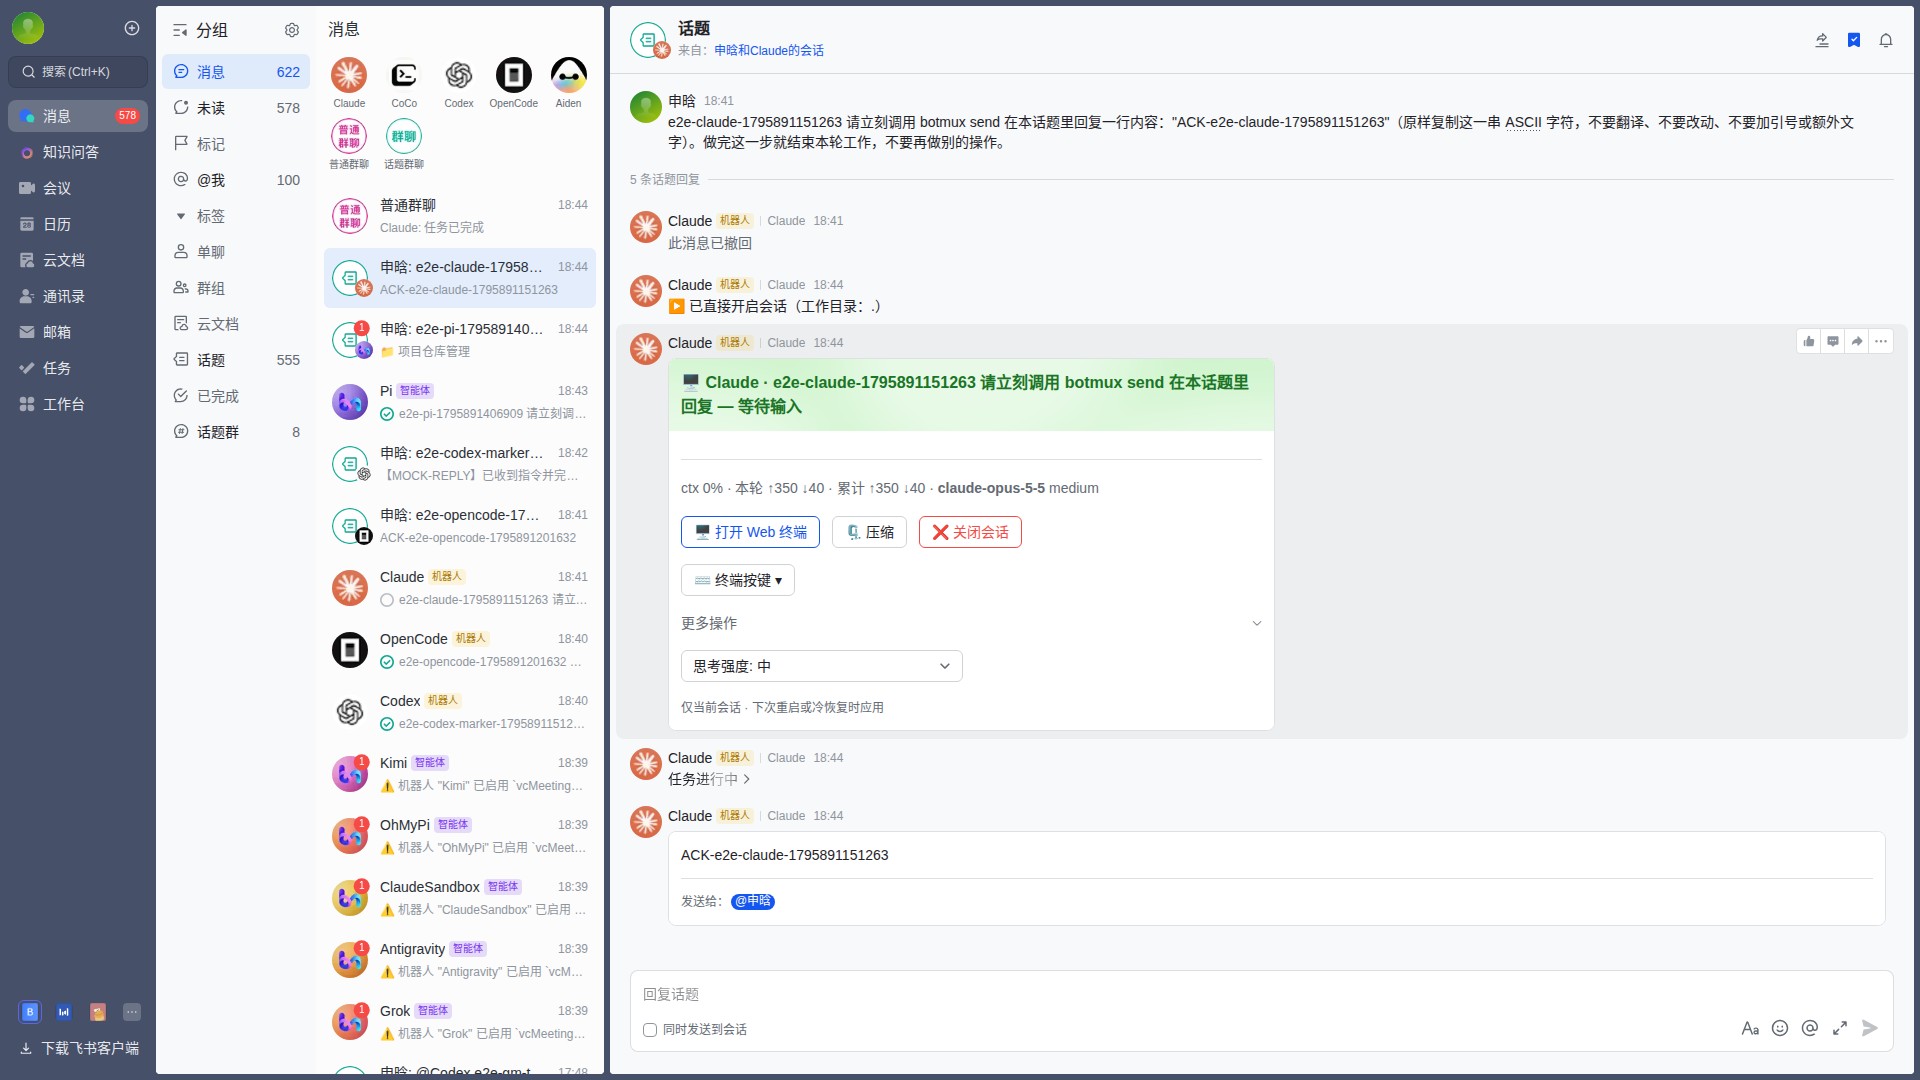 搜索 (Ctrl+K)
消息 578
知识问答
会议
日历
云文档
通讯录
邮箱
任务
工作台
下载飞书客户端
分组
消息 622
未读 578
标记
@我 100
标签
单聊
群组
云文档
话题 555
已完成
话题群 8
消息
Claude CoCo Codex OpenCode Aiden
普通群聊 群聊
普通群聊 话题群聊
普通群聊 普通群聊 18:44
Claude: 任务已完成
申晗: e2e-claude-17958… 18:44
ACK-e2e-claude-1795891151263
1 申晗: e2e-pi-179589140… 18:44
项目仓库管理
Pi 智能体 18:43
e2e-pi-1795891406909 请立刻调…
申晗: e2e-codex-marker… 18:42
【MOCK-REPLY】已收到指令并完…
申晗: e2e-opencode-17… 18:41
ACK-e2e-opencode-1795891201632
Claude 机器人 18:41
e2e-claude-1795891151263 请立…
OpenCode 机器人 18:40
e2e-opencode-1795891201632 …
Codex 机器人 18:40
e2e-codex-marker-17958911512…
1 Kimi 智能体 18:39
机器人 "Kimi" 已启用 `vcMeeting…
1 OhMyPi 智能体 18:39
机器人 "OhMyPi" 已启用 `vcMeet…
1 ClaudeSandbox 智能体 18:39
机器人 "ClaudeSandbox" 已启用 …
1 Antigravity 智能体 18:39
机器人 "Antigravity" 已启用 `vcM…
1 Grok 智能体 18:39
机器人 "Grok" 已启用 `vcMeeting…
申晗: @Codex e2e-gm-t… 17:48
话题
来自：申晗和Claude的会话
申晗 18:41
e2e-claude-1795891151263 请立刻调用 botmux send 在本话题里回复一行内容："ACK-e2e-claude-1795891151263"（原样复制这一串 ASCII 字符，不要翻译、不要改动、不要加引号或额外文
字）。做完这一步就结束本轮工作，不要再做别的操作。
5 条话题回复
Claude 机器人 Claude 18:41
此消息已撤回
Claude 机器人 Claude 18:44
已直接开启会话（工作目录：.）
Claude 机器人 Claude 18:44
Claude · e2e-claude-1795891151263 请立刻调用 botmux send 在本话题里
回复 — 等待输入
ctx 0% · 本轮 ↑350 ↓40 · 累计 ↑350 ↓40 · claude-opus-5-5 medium
打开 Web 终端 压缩 关闭会话
终端按键 ▾
更多操作
思考强度: 中
仅当前会话 · 下次重启或冷恢复时应用
Claude 机器人 Claude 18:44
任务进行中
Claude 机器人 Claude 18:44
ACK-e2e-claude-1795891151263
发送给： @申晗
回复话题
同时发送到会话